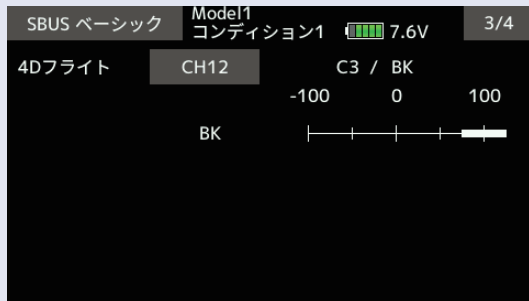 SBUS ベーシック
Model1
コンディション1 7.6V
3/4
4Dフライト CH12 C3 / BK
-100 0 100
BK